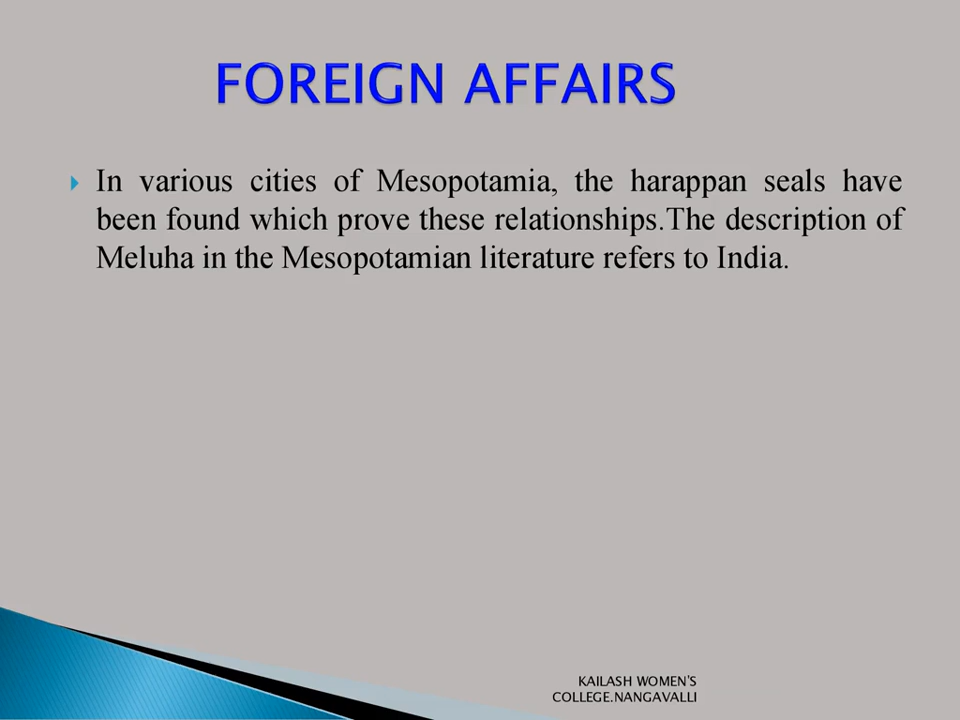 FOREIGN AFFAIRS
In various cities of Mesopotamia, the harappan seals have
been found which prove these relationships.The description of
Meluha in the Mesopotamian literature refers to India.
KAILASH WOMEN'S
COLLEGE.NANGAVALLI